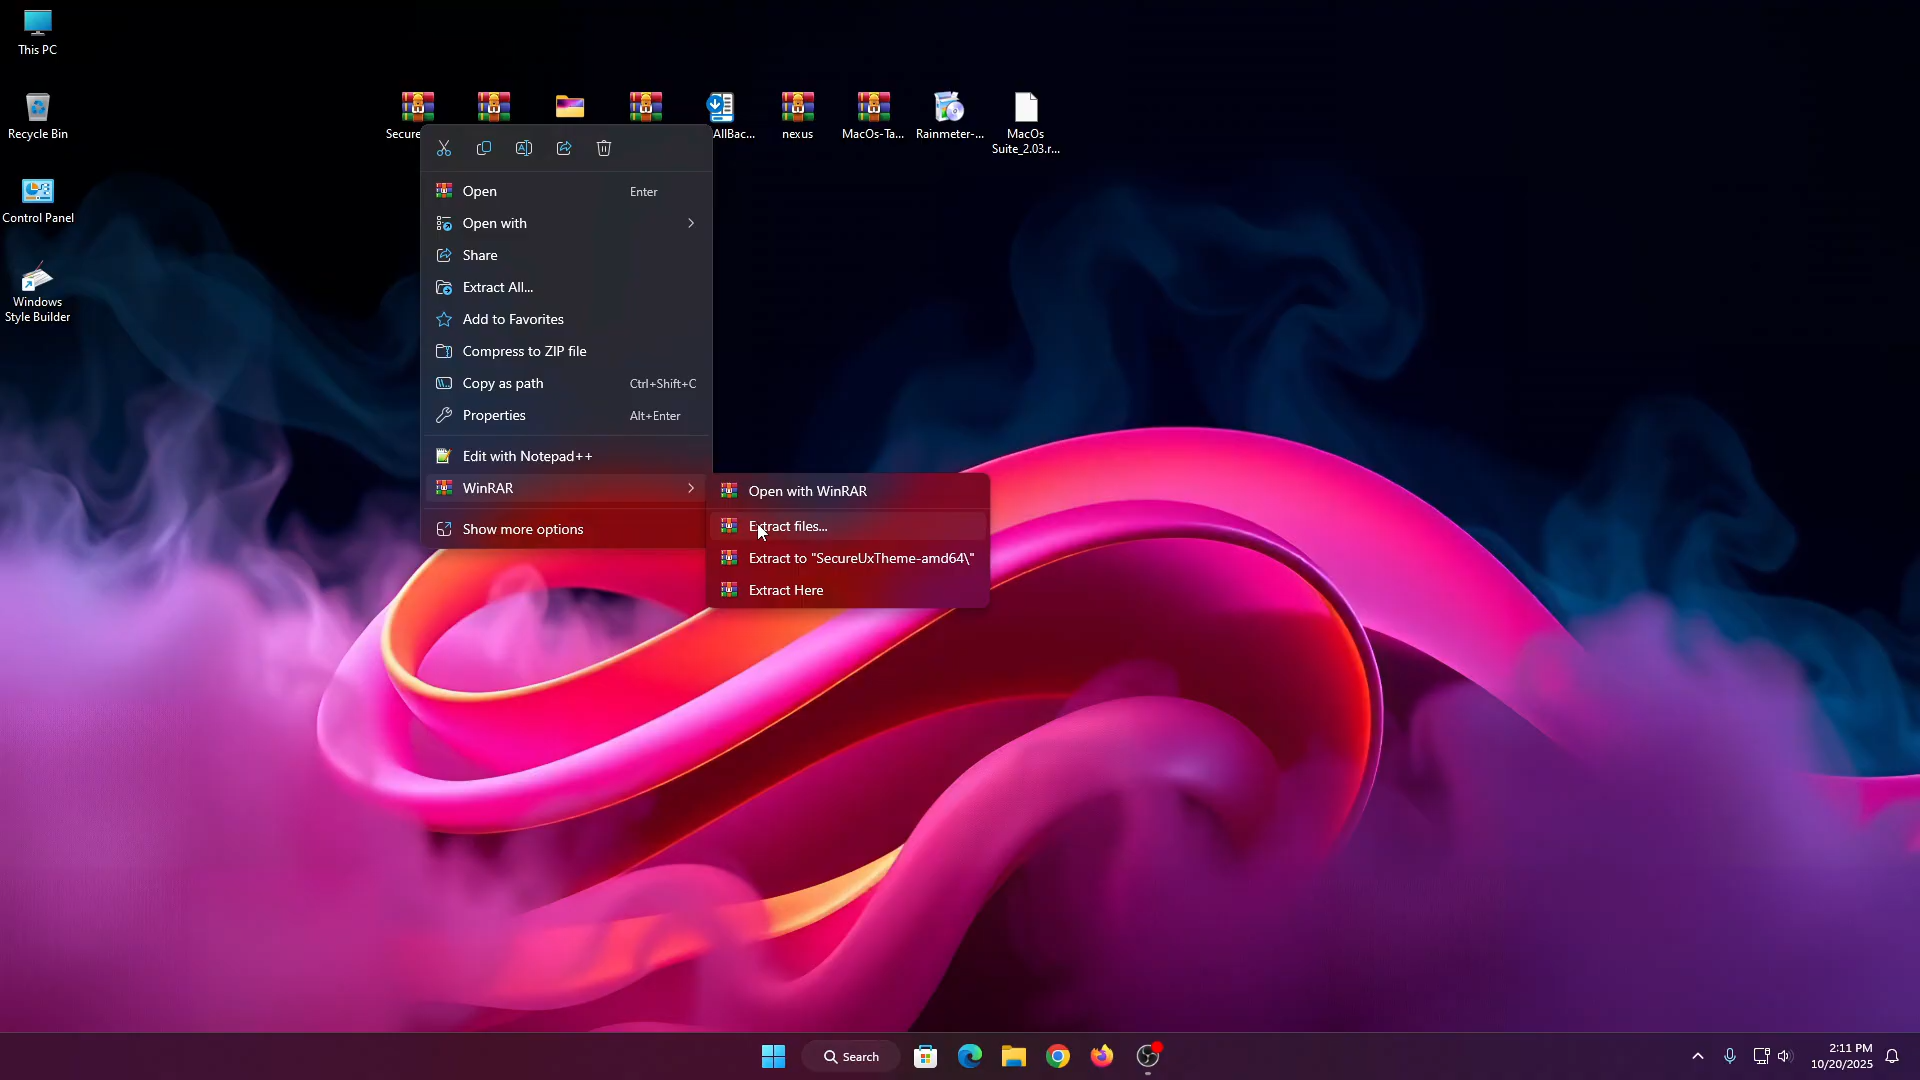 This PC
Recycle Bin
Control Panel
Windows
Style Builder
Secure
AllBac...
nexus
MacOs-Ta...
Rainmeter-...
MacOs
Suite_2.03.r...
Open Enter
Open with
Share
Extract All...
Add to Favorites
Compress to ZIP file
Copy as path Ctrl+Shift+C
Properties Alt+Enter
Edit with Notepad++
WinRAR
Show more options
Open with WinRAR
Extract files...
Extract to "SecureUxTheme-amd64\"
Extract Here
Search
2:11 PM
10/20/2025